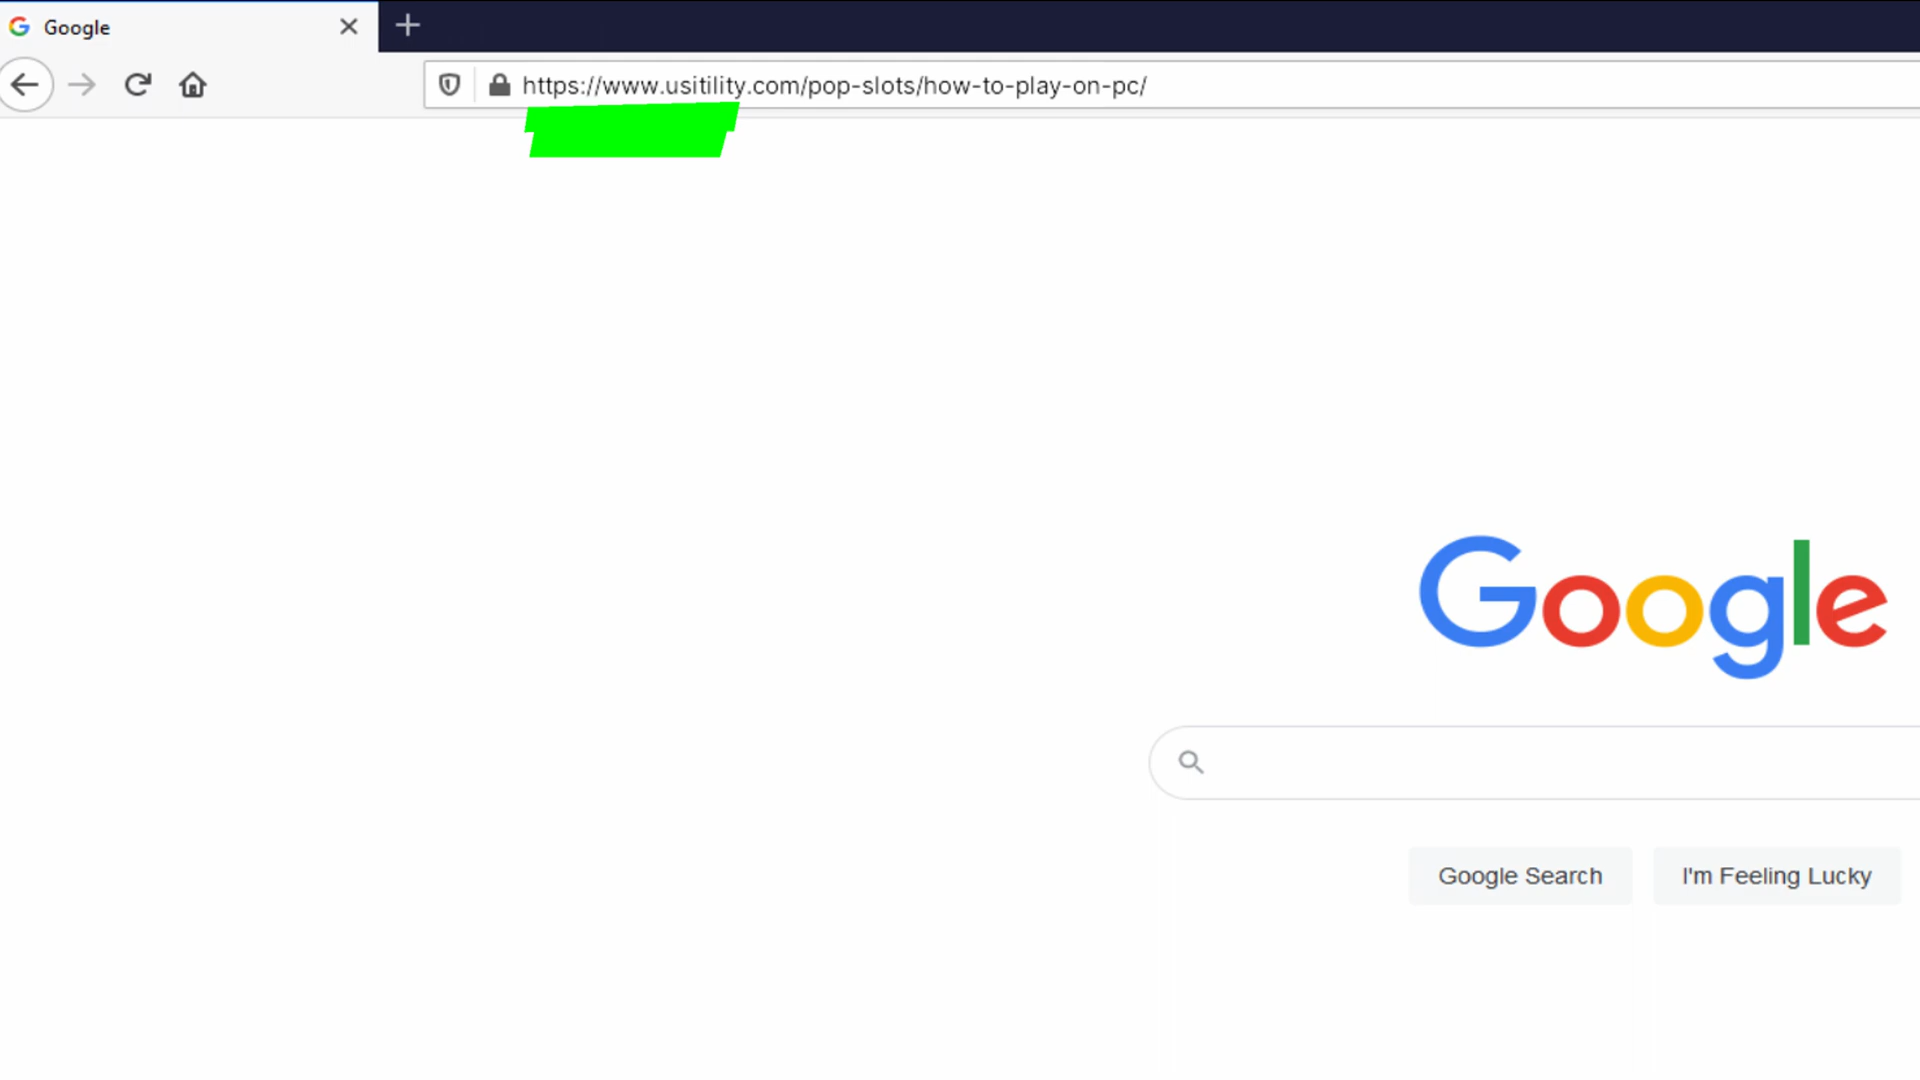 Google
https://www.usitility.com/pop-slots/how-to-play-on-pc/
Google
Google Search
I'm Feeling Lucky